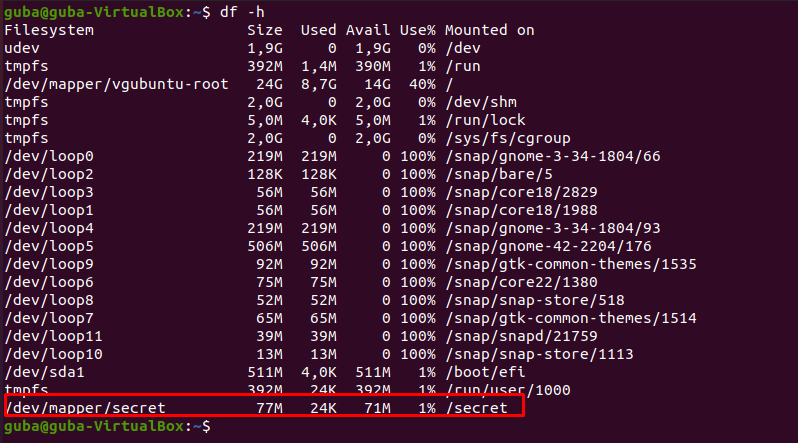 guba@guba-VirtualBox:~$ df -h
Filesystem Size Used Avail Use% Mounted on
udev 1,9G 0 1,9G 0% /dev
tmpfs 392M 1,4M 390M 1% /run
/dev/mapper/vgubuntu-root 24G 8,7G 14G 40% /
tmpfs 2,0G 0 2,0G 0% /dev/shm
tmpfs 5,0M 4,0K 5,0M 1% /run/lock
tmpfs 2,0G 0 2,0G 0% /sys/fs/cgroup
/dev/loop0 219M 219M 0 100% /snap/gnome-3-34-1804/66
/dev/loop2 128K 128K 0 100% /snap/bare/5
/dev/loop3 56M 56M 0 100% /snap/core18/2829
/dev/loop1 56M 56M 0 100% /snap/core18/1988
/dev/loop4 219M 219M 0 100% /snap/gnome-3-34-1804/93
/dev/loop5 506M 506M 0 100% /snap/gnome-42-2204/176
/dev/loop9 92M 92M 0 100% /snap/gtk-common-themes/1535
/dev/loop6 75M 75M 0 100% /snap/core22/1380
/dev/loop8 52M 52M 0 100% /snap/snap-store/518
/dev/loop7 65M 65M 0 100% /snap/gtk-common-themes/1514
/dev/loop11 39M 39M 0 100% /snap/snapd/21759
/dev/loop10 13M 13M 0 100% /snap/snap-store/1113
/dev/sda1 511M 4,0K 511M 1% /boot/efi
tmpfs 392M 24K 392M 1% /run/user/1000
/dev/mapper/secret 77M 24K 71M 1% /secret
guba@guba-VirtualBox:~$